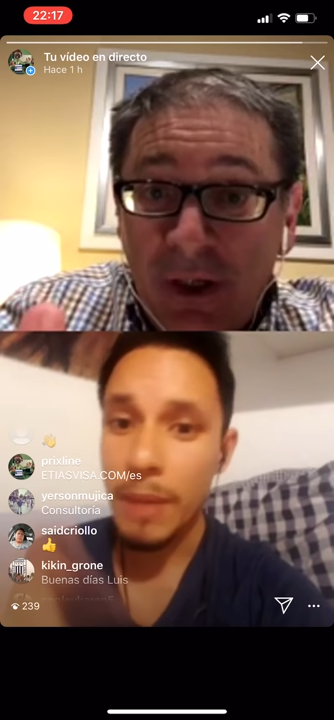 22:17
Tu vídeo en directo
Hace 1 h
prixline
ETIASVISA.COM/es
yersonmujica
Consultoría
saidcriollo
👍
kikin_grone
Buenas días Luis
239